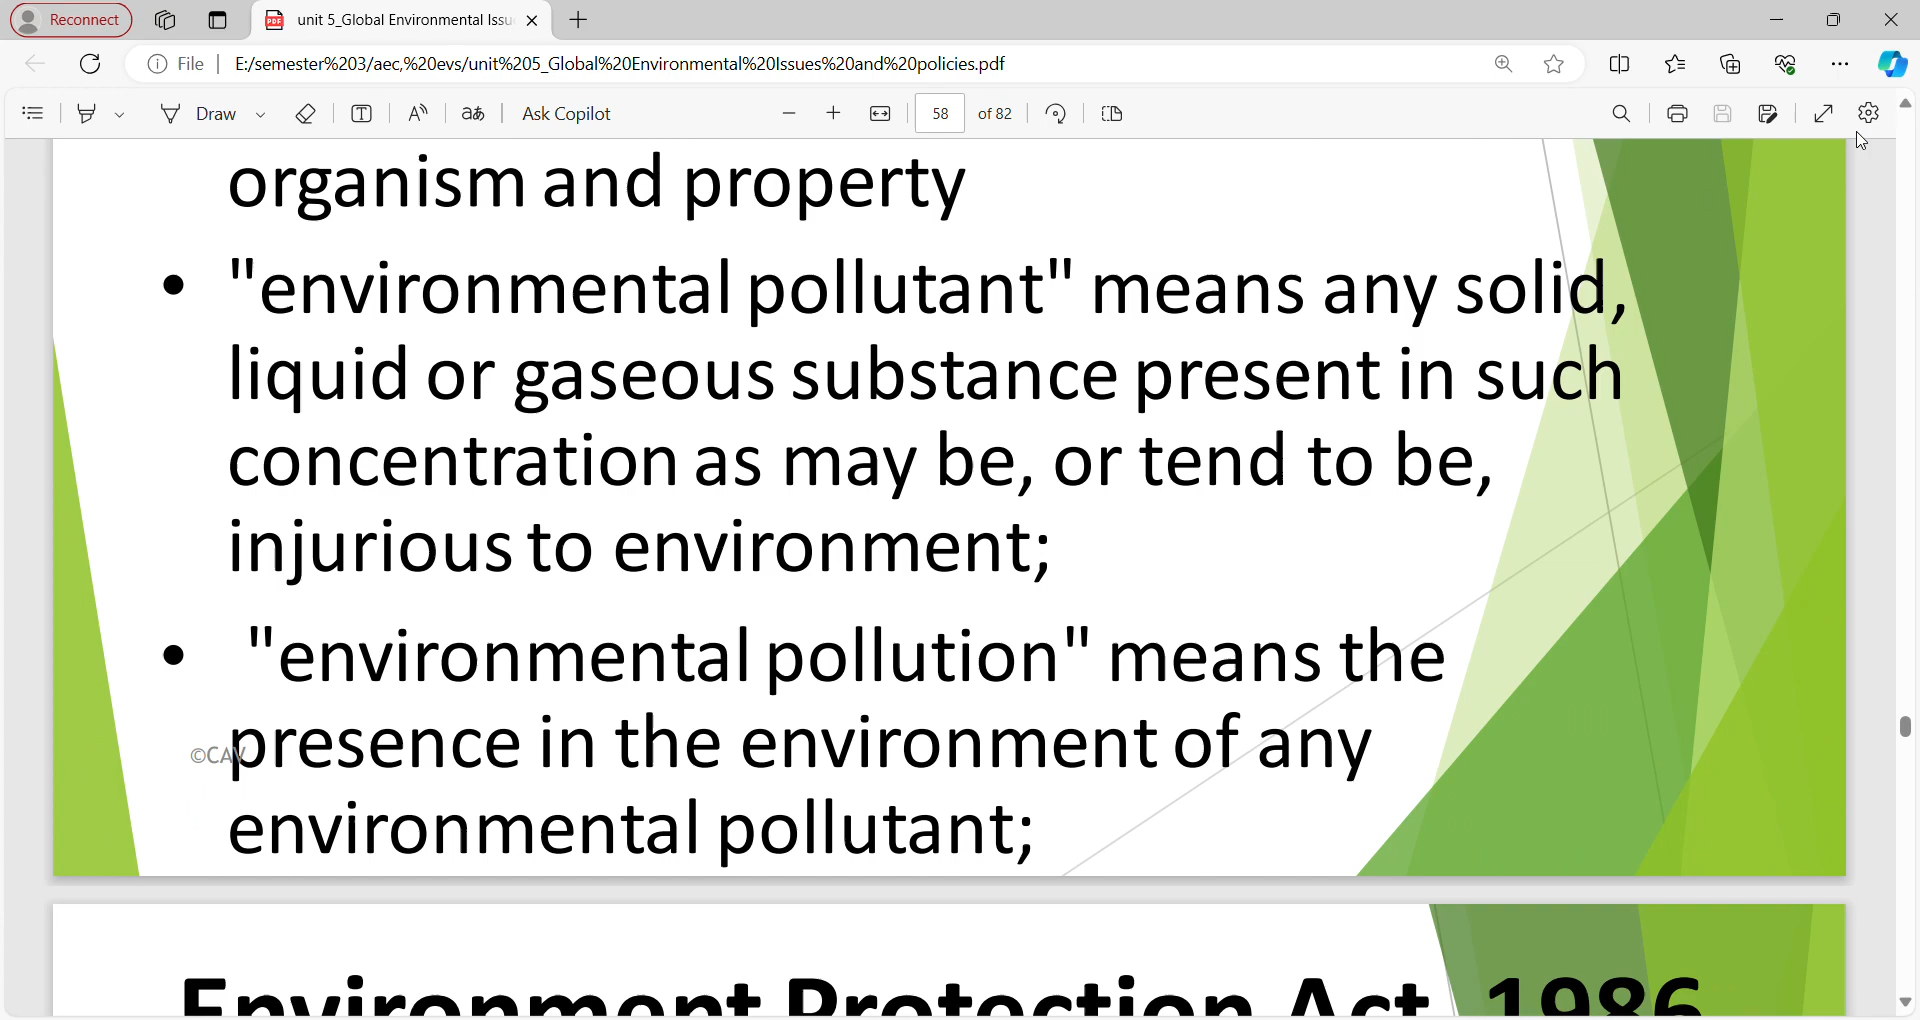 Reconnect
unit 5_Global Environmental Issu
File
E:/semester%203/aec,%20evs/unit%205_Global%20Environmental%20Issues%20and%20policies.pdf
Draw
Ask Copilot
58 of 82
organism and property
• "environmental pollutant" means any solid,
liquid or gaseous substance present in such
concentration as may be, or tend to be,
injurious to environment;
• "environmental pollution" means the
presence in the environment of any
©CAV
environmental pollutant;
Environment Protection Act, 1986